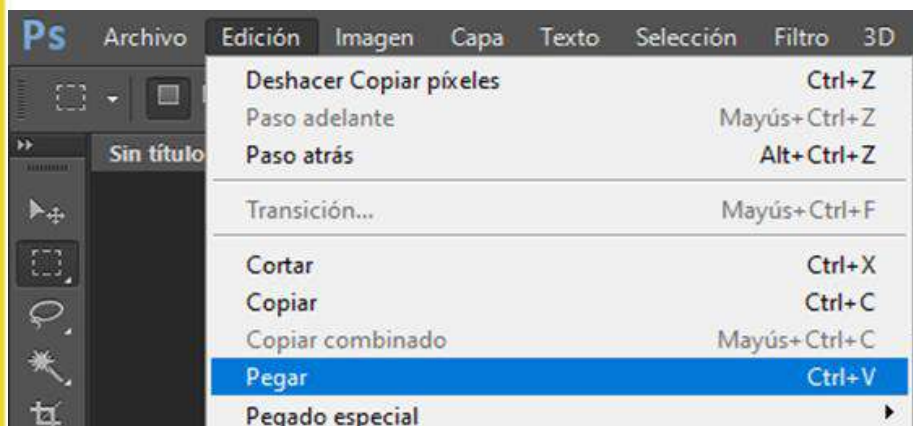 Ps Archivo Edición Imagen Capa Texto Selección Filtro 3D
Deshacer Copiar píxeles Ctrl+Z
Paso adelante Mayús+Ctrl+Z
Sin título
Paso atrás Alt+Ctrl+Z
Transición... Mayús+Ctrl+F
Cortar Ctrl+X
Copiar Ctrl+C
Copiar combinado Mayús+Ctrl+C
Pegar Ctrl+V
Pegado especial